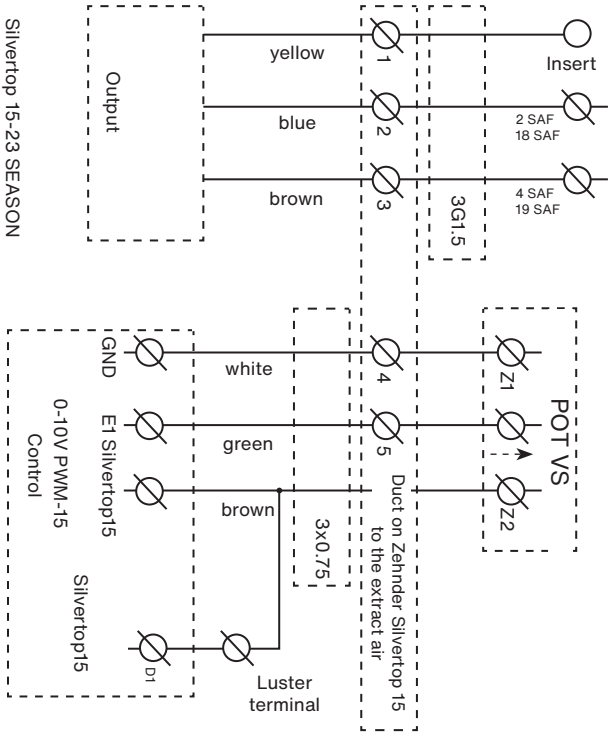 Silvertop 15-23 SEASON
Output
yellow
1
Insert
blue
2
2 SAF
18 SAF
brown
3
4 SAF
19 SAF
3G1.5
0-10V PWM-15
Control
GND
white
4
Z1
POT VS
E1 Silvertop15
green
5
brown
Z2
3x0.75
Duct on Zehnder Silvertop 15
to the extract air
Silvertop15
D1
Luster
terminal